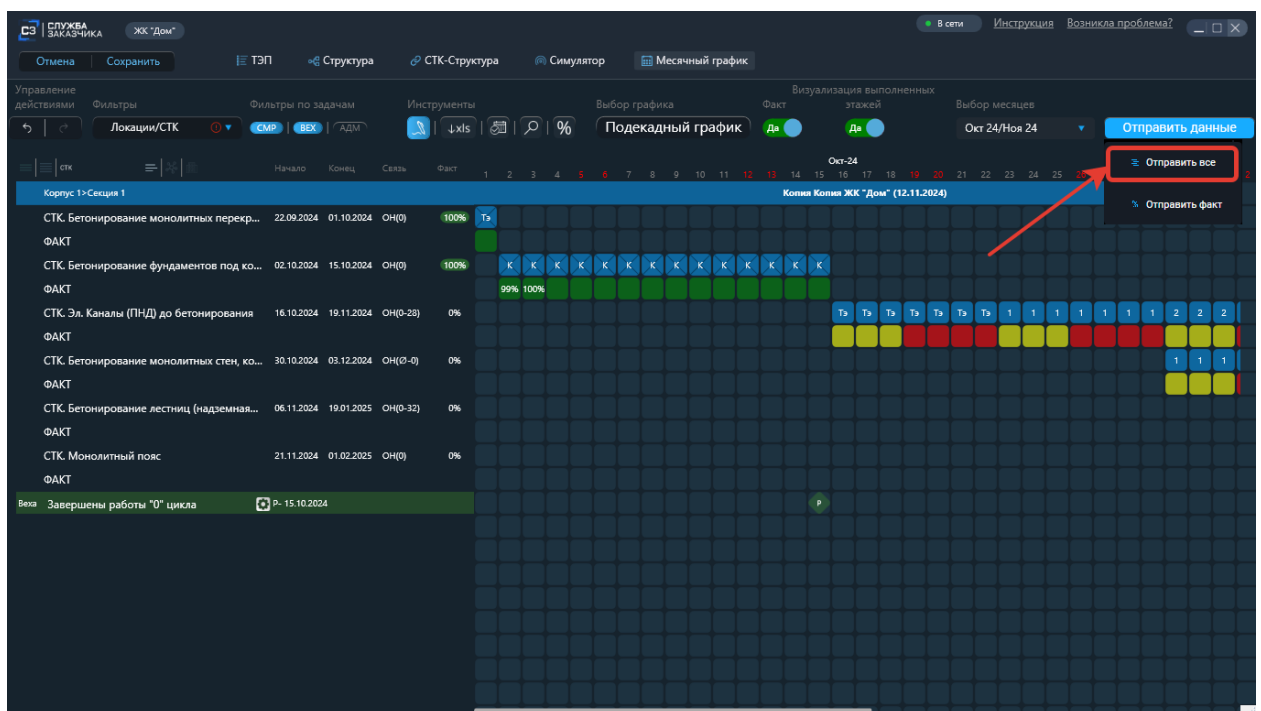 СЗ СЛУЖБА ЗАКАЗЧИКА ЖК "Дом" В сети Инструкция Возникла проблема?
Отмена Сохранить ТЭП Структура СТК-Структура Симулятор Месячный график
Управление действиями Фильтры Фильтры по задачам Инструменты Выбор графика Факт Визуализация выполненных этажей Выбор месяцев
Локации/СТК СМР ВЕХ АДМ ↓xls % Подекадный график Да Да Окт 24/Ноя 24 Отправить данные
Отправить все
Отправить факт
Окт-24
СТК Начало Конец Связь Факт 1 2 3 4 5 6 7 8 9 10 11 12 13 14 15 16 17 18 19 20 21 22 23 24 25
Корпус 1>Секция 1 Копия Копия ЖК "Дом" (12.11.2024)
СТК. Бетонирование монолитных перекр... 22.09.2024 01.10.2024 ОН(0) 100% Тэ
ФАКТ
СТК. Бетонирование фундаментов под ко... 02.10.2024 15.10.2024 ОН(0) 100% К К К К К К К К К К К К К К
ФАКТ 99% 100%
СТК. Эл. Каналы (ПНД) до бетонирования 16.10.2024 19.11.2024 ОН(0-28) 0% Тэ Тэ Тэ Тэ Тэ Тэ Тэ 1 1 1 1 1 1 1 2 2 2
ФАКТ
СТК. Бетонирование монолитных стен, ко... 30.10.2024 03.12.2024 ОН(Ø-0) 0% 1 1 1
ФАКТ
СТК. Бетонирование лестниц (надземная... 06.11.2024 19.01.2025 ОН(0-32) 0%
ФАКТ
СТК. Монолитный пояс 21.11.2024 01.02.2025 ОН(0) 0%
ФАКТ
Веха Завершены работы "0" цикла Р- 15.10.2024 Р